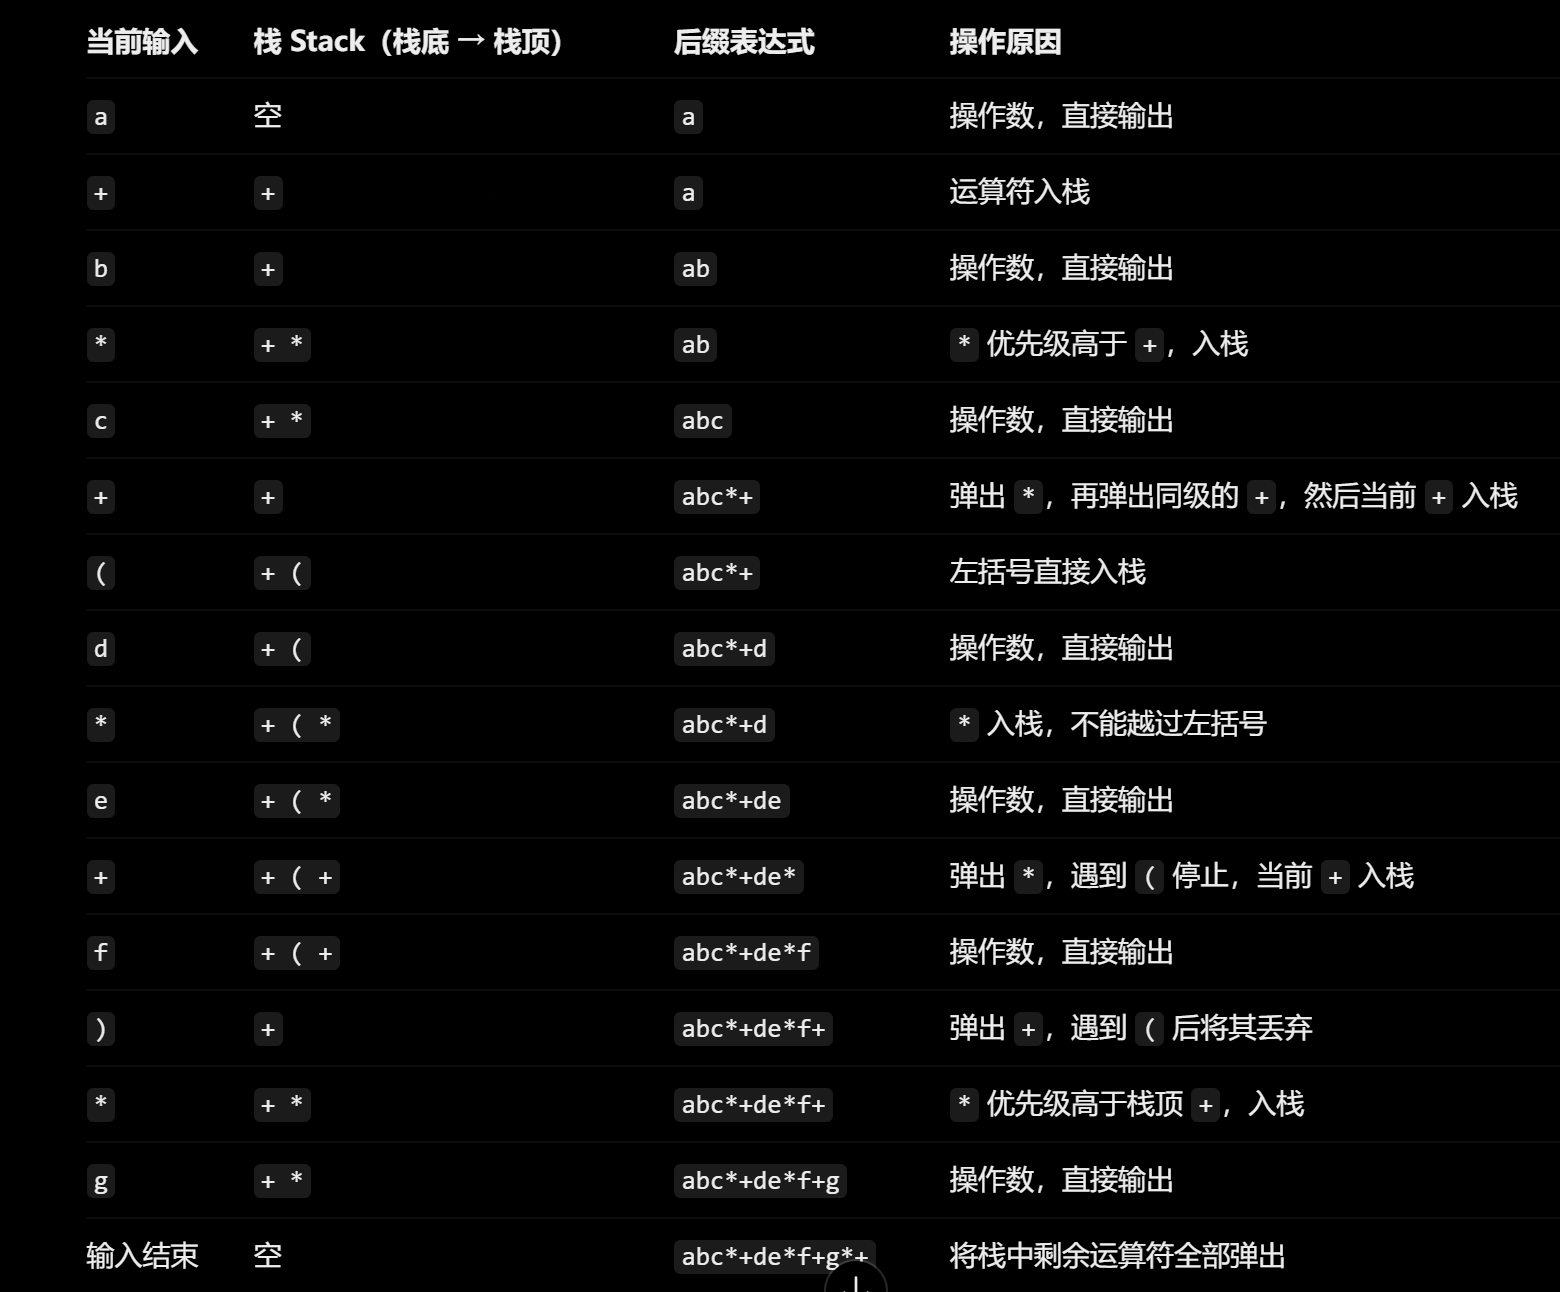 当前输入 栈 Stack（栈底 → 栈顶） 后缀表达式 操作原因
a 空 a 操作数，直接输出
+ + a 运算符入栈
b + ab 操作数，直接输出
* + * ab * 优先级高于 +，入栈
c + * abc 操作数，直接输出
+ + abc*+ 弹出 *，再弹出同级的 +，然后当前 + 入栈
( + ( abc*+ 左括号直接入栈
d + ( abc*+d 操作数，直接输出
* + ( * abc*+d * 入栈，不能越过左括号
e + ( * abc*+de 操作数，直接输出
+ + ( + abc*+de* 弹出 *，遇到 ( 停止，当前 + 入栈
f + ( + abc*+de*f 操作数，直接输出
) + abc*+de*f+ 弹出 +，遇到 ( 后将其丢弃
* + * abc*+de*f+ * 优先级高于栈顶 +，入栈
g + * abc*+de*f+g 操作数，直接输出
输入结束 空 abc*+de*f+g*+ 将栈中剩余运算符全部弹出